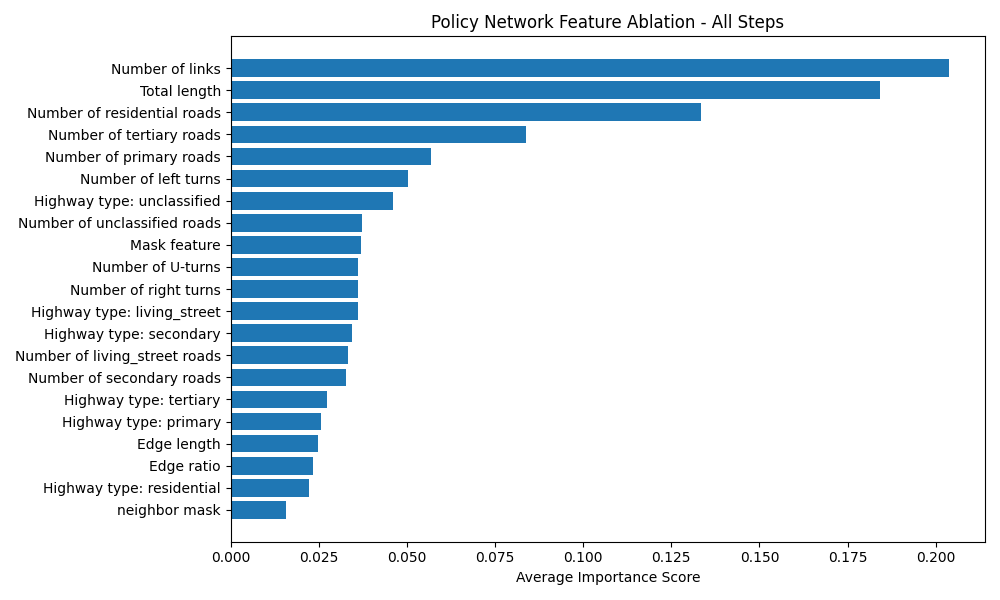 Policy Network Feature Ablation - All Steps
Number of links
Total length
Number of residential roads
Number of tertiary roads
Number of primary roads
Number of left turns
Highway type: unclassified
Number of unclassified roads
Mask feature
Number of U-turns
Number of right turns
Highway type: living_street
Highway type: secondary
Number of living_street roads
Number of secondary roads
Highway type: tertiary
Highway type: primary
Edge length
Edge ratio
Highway type: residential
neighbor mask
0.000 0.025 0.050 0.075 0.100 0.125 0.150 0.175 0.200
Average Importance Score